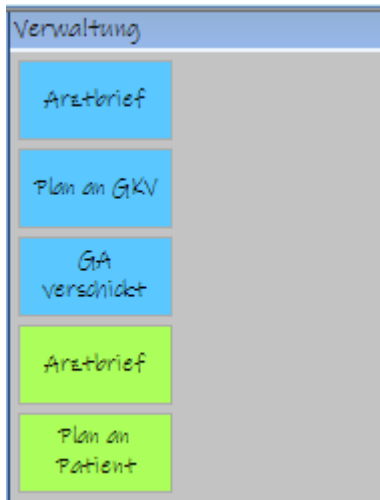 Verwaltung
Arztbrief
Plan an GKV
GA
verschickt
Arztbrief
Plan an
Patient